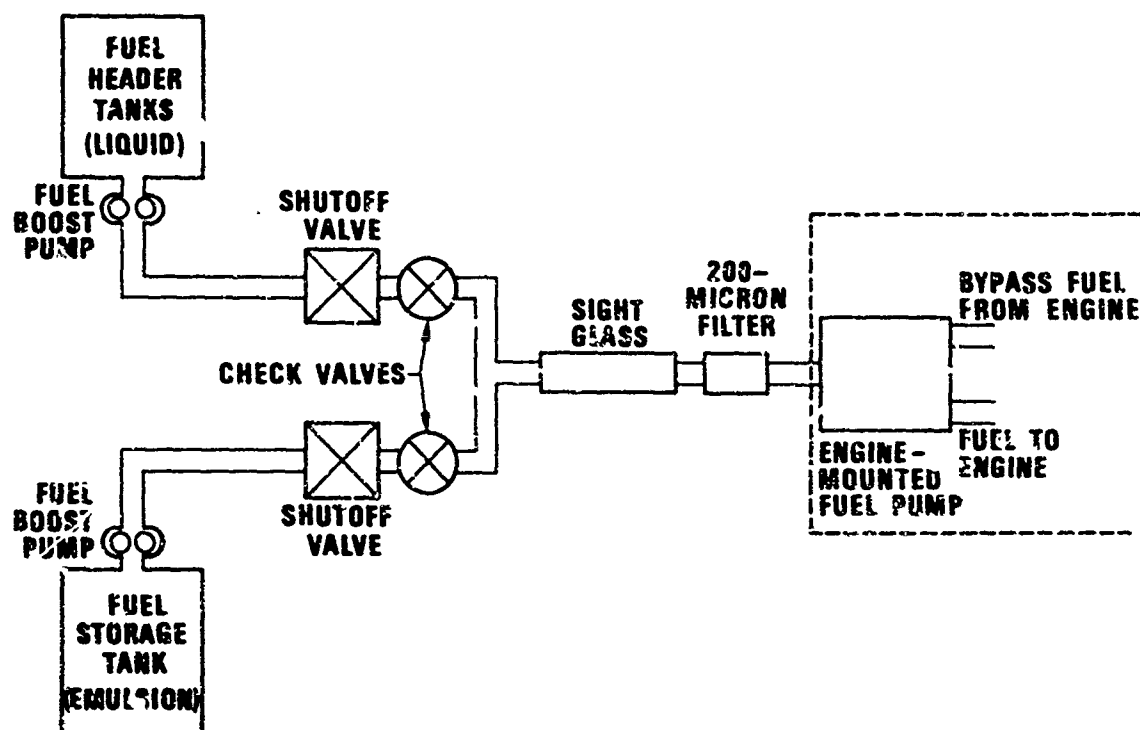 FUEL
HEADER
TANKS
(LIQUID)
FUEL
BOOST
PUMP
SHUTOFF
VALVE
CHECK VALVES
SIGHT
GLASS
200-
MICRON
FILTER
BYPASS FUEL
FROM ENGINE
FUEL TO
ENGINE
ENGINE-
MOUNTED
FUEL PUMP
SHUTOFF
VALVE
FUEL
BOOST
PUMP
FUEL
STORAGE
TANK
(EMULSION)